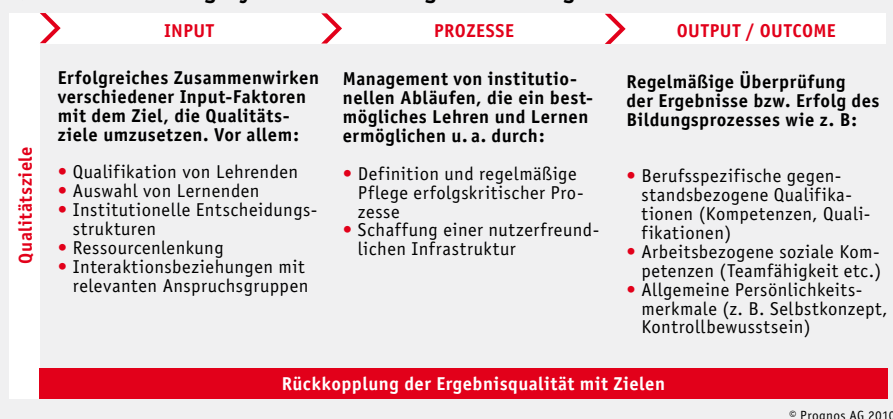 INPUT
PROZESSE
OUTPUT / OUTCOME
Qualitätsziele
Erfolgreiches Zusammenwirken
verschiedener Input-Faktoren
mit dem Ziel, die Qualitäts-
ziele umzusetzen. Vor allem:
• Qualifikation von Lehrenden
• Auswahl von Lernenden
• Institutionelle Entscheidungs-
strukturen
• Ressourcenlenkung
• Interaktionsbeziehungen mit
relevanten Anspruchsgruppen
Management von institutio-
nellen Abläufen, die ein best-
mögliches Lehren und Lernen
ermöglichen u. a. durch:
• Definition und regelmäßige
Pflege erfolgskritischer Pro-
zesse
• Schaffung einer nutzerfreund-
lichen Infrastruktur
Regelmäßige Überprüfung
der Ergebnisse bzw. Erfolg des
Bildungsprozesses wie z. B:
• Berufsspezifische gegen-
standsbezogene Qualifika-
tionen (Kompetenzen, Quali-
fikationen)
• Arbeitsbezogene soziale Kom-
petenzen (Teamfähigkeit etc.)
• Allgemeine Persönlichkeits-
merkmale (z. B. Selbstkonzept,
Kontrollbewusstsein)
Rückkopplung der Ergebnisqualität mit Zielen
© Prognos AG 2010